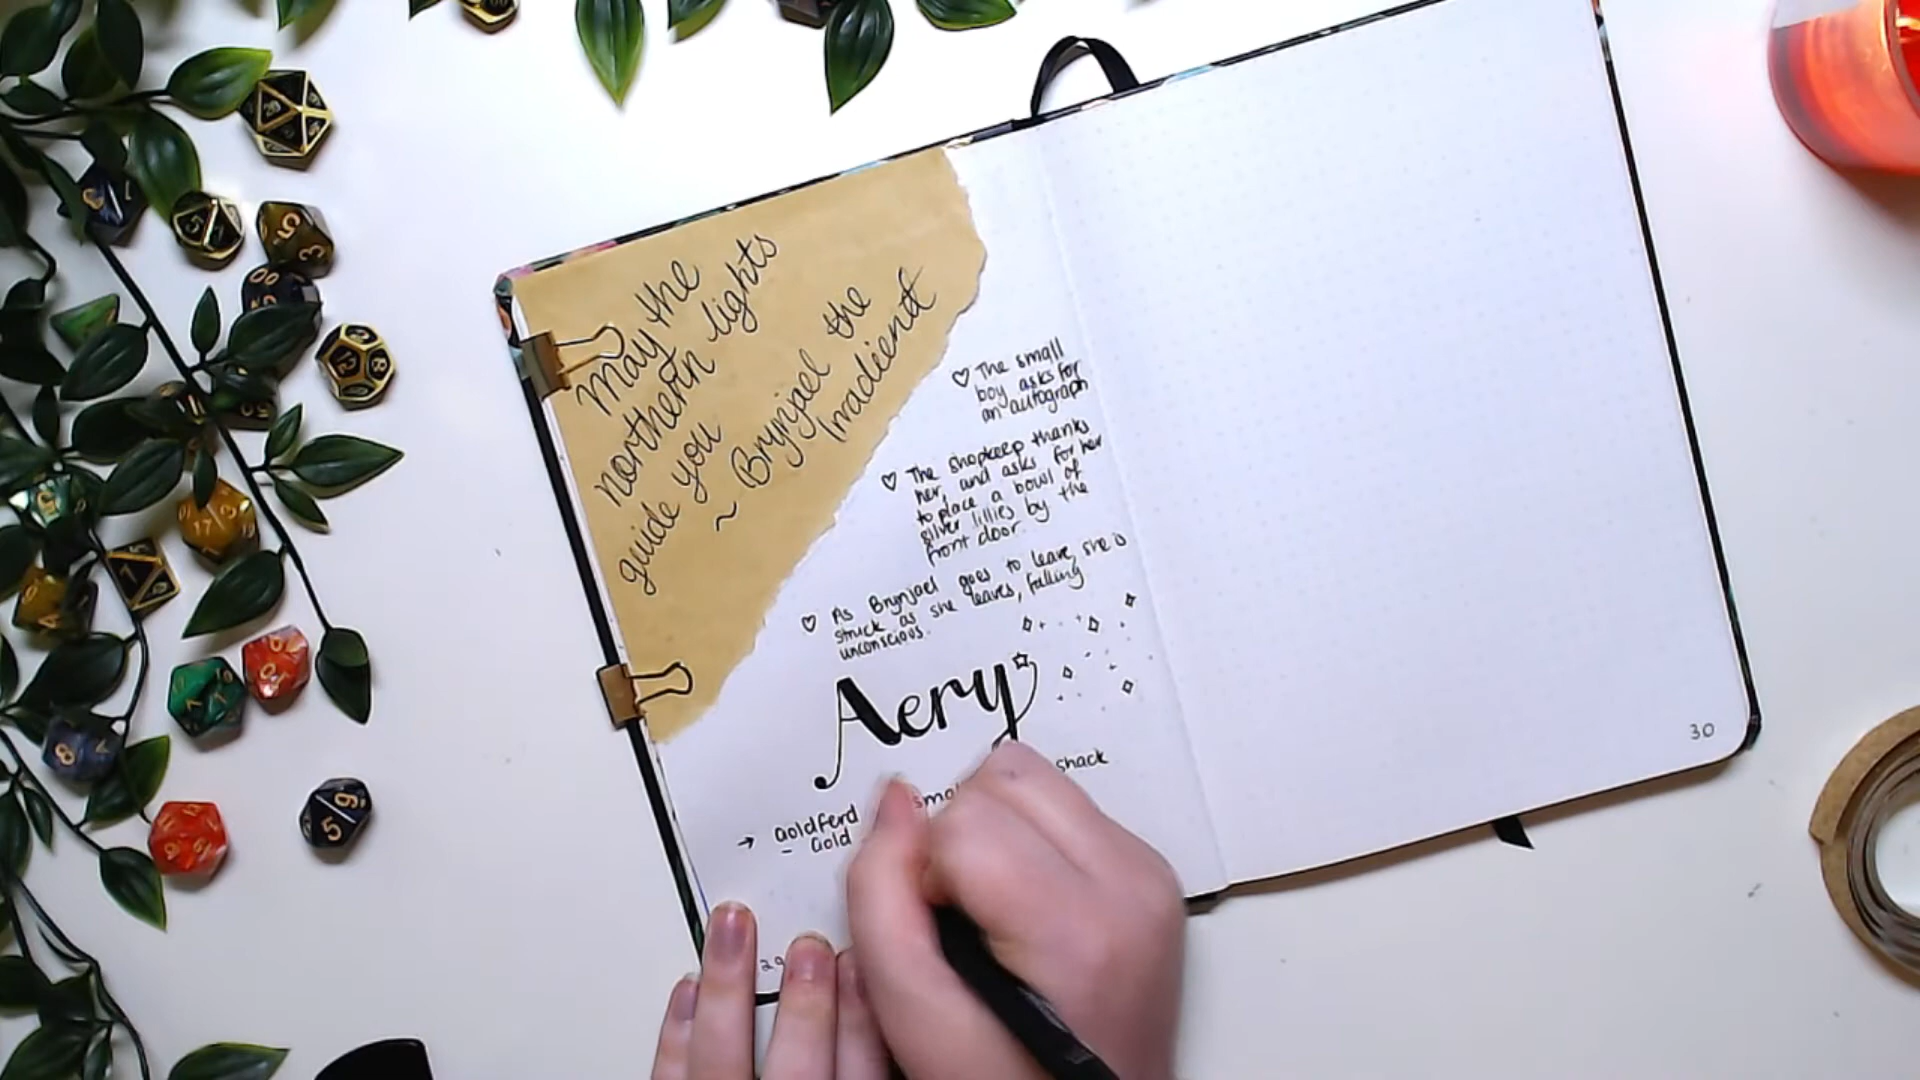 May the
northern lights
guide you
~ Brynjael the
Irradient
♡ The small
boy asks for
an autograph
♡ The shopkeep thanks
her, and asks for her
to place a bowl of
silver lillies by the
front door.
♡ As Brynjael goes to leave, she is
struck as she leaves, falling
unconscious.
Aery
shack
→ Goldferd
- Gold
29
30